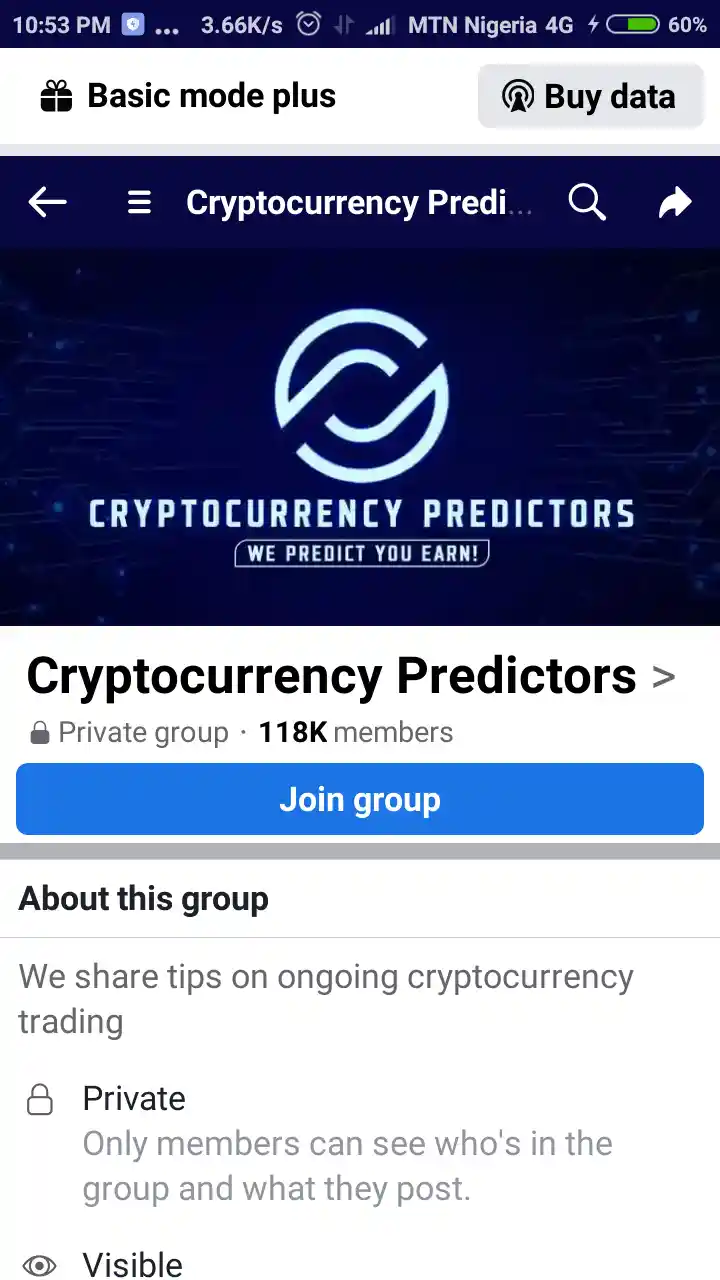 10:53 PM ... 3.66K/s MTN Nigeria 4G 60%
Basic mode plus
Buy data
Cryptocurrency Predi...
CRYPTOCURRENCY PREDICTORS
WE PREDICT YOU EARN!
Cryptocurrency Predictors >
Private group · 118K members
Join group
About this group
We share tips on ongoing cryptocurrency
trading
Private
Only members can see who's in the
group and what they post.
Visible